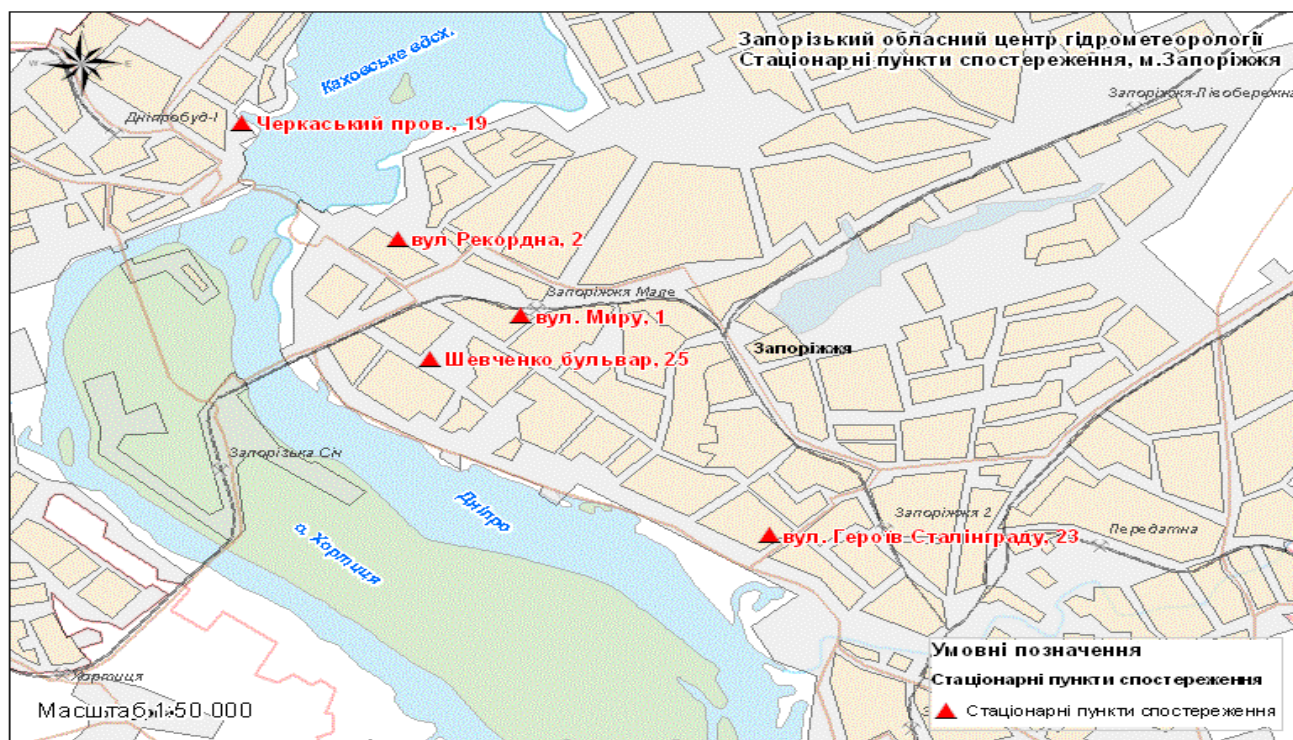 Запорізький обласний центр гідрометеорології
Стаціонарні пункти спостереження, м.Запоріжжя
Каховське вдсх.
W
E
Запоріжжя-Лівобережна
Дніпробуд-І
Черкаський пров., 19
вул Рекордна, 2
Запоріжжя Мале
вул. Миру, 1
Запоріжжя
Шевченко бульвар, 25
Запорізька Січ
Дніпро
о. Хортиця
Запоріжжя 2
Передатна
вул. Героїв Сталінграду, 23
Хортиця
Масштаб 1:50 000
Умовні позначення
Стаціонарні пункти спостереження
Стаціонарні пункти спостереження